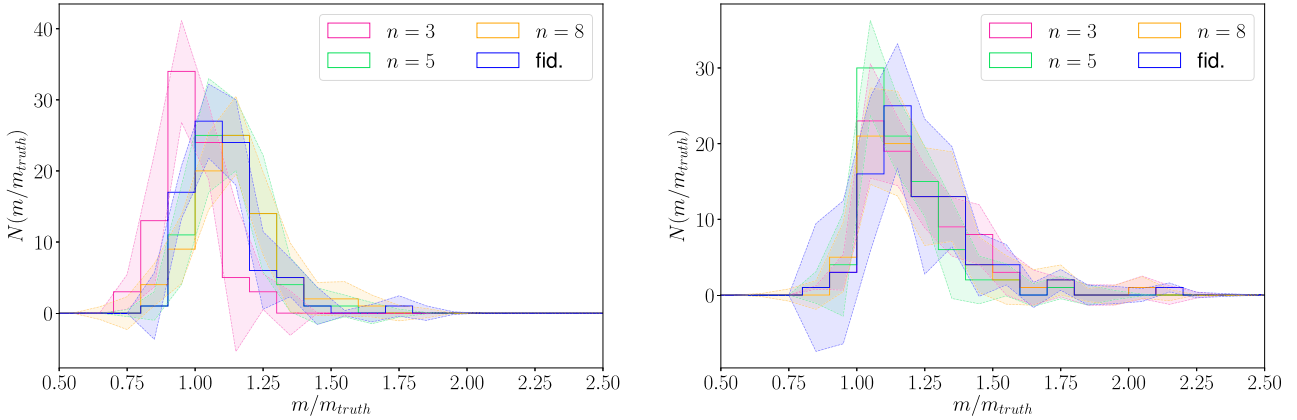 40
30
20
10
0
N(m/m_truth)
n = 3
n = 8
n = 5
fid.
0.50 0.75 1.00 1.25 1.50 1.75 2.00 2.25 2.50
m/m_truth
30
20
10
0
N(m/m_truth)
n = 3
n = 8
n = 5
fid.
0.50 0.75 1.00 1.25 1.50 1.75 2.00 2.25 2.50
m/m_truth